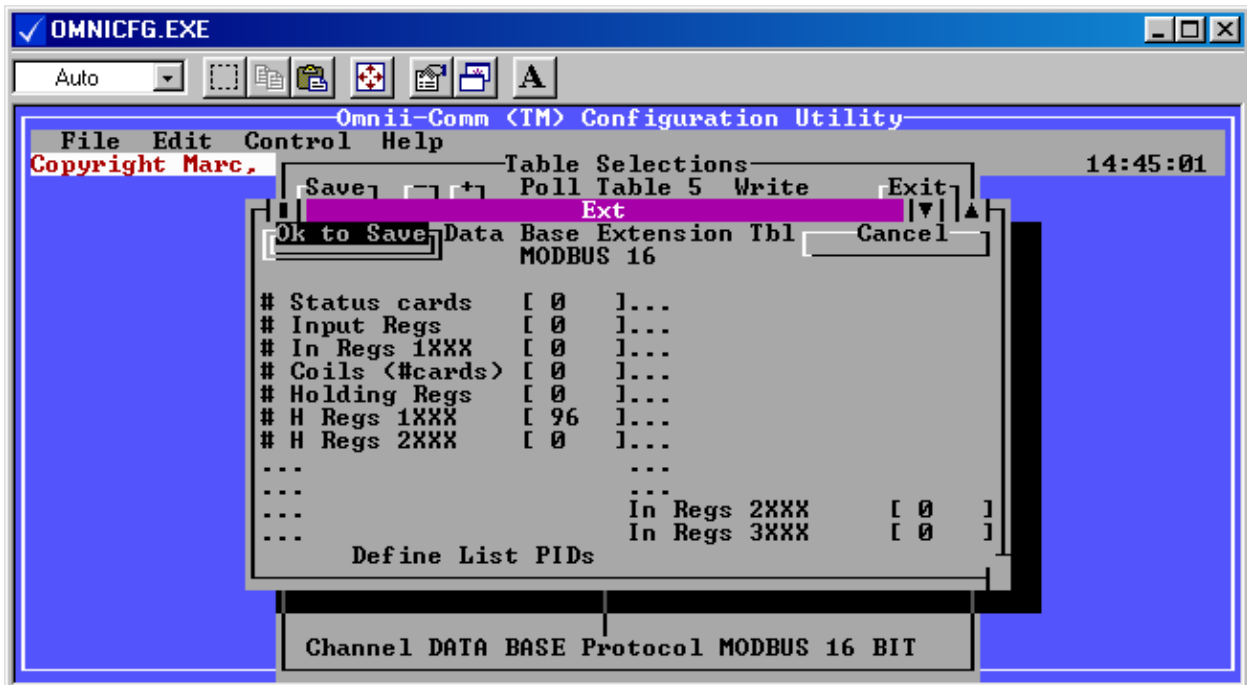 OMNICFG.EXE
Auto
A
Omnii-Comm (TM) Configuration Utility
File Edit Control Help
Copyright Marc, 14:45:01
Table Selections
Save - + Poll Table 5 Write Exit
Ext
Ok to Save Data Base Extension Tbl Cancel
MODBUS 16
# Status cards [ 0 ]...
# Input Regs [ 0 ]...
# In Regs 1XXX [ 0 ]...
# Coils (#cards) [ 0 ]...
# Holding Regs [ 0 ]...
# H Regs 1XXX [ 96 ]...
# H Regs 2XXX [ 0 ]...
... ...
... ...
... In Regs 2XXX [ 0 ]
... In Regs 3XXX [ 0 ]
Define List PIDs
Channel DATA BASE Protocol MODBUS 16 BIT